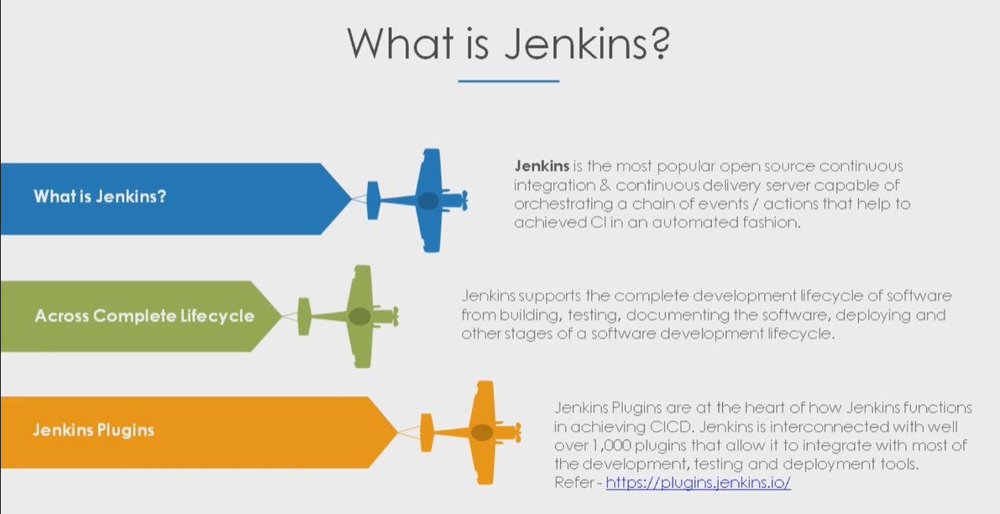 What is Jenkins?
What is Jenkins?
Jenkins is the most popular open source continuous
integration & continuous delivery server capable of
orchestrating a chain of events / actions that help to
achieved CI in an automated fashion.
Across Complete Lifecycle
Jenkins supports the complete development lifecycle of software
from building, testing, documenting the software, deploying and
other stages of a software development lifecycle.
Jenkins Plugins
Jenkins Plugins are at the heart of how Jenkins functions
in achieving CICD. Jenkins is interconnected with well
over 1,000 plugins that allow it to integrate with most of
the development, testing and deployment tools.
Refer - https://plugins.jenkins.io/